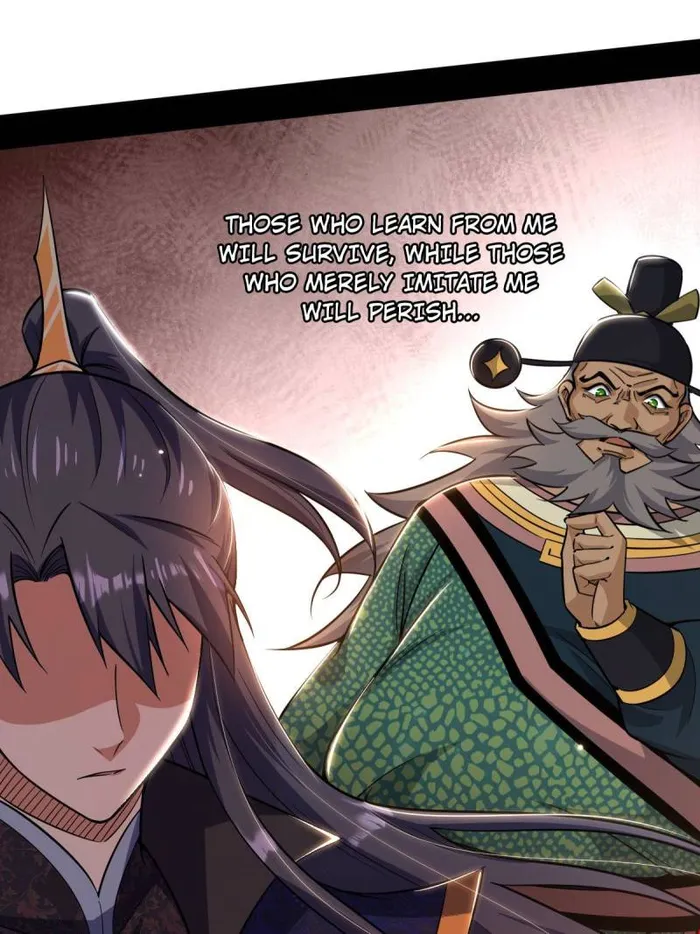 THOSE WHO LEARN FROM ME
WILL SURVIVE, WHILE THOSE
WHO MERELY IMITATE ME
WILL PERISH...